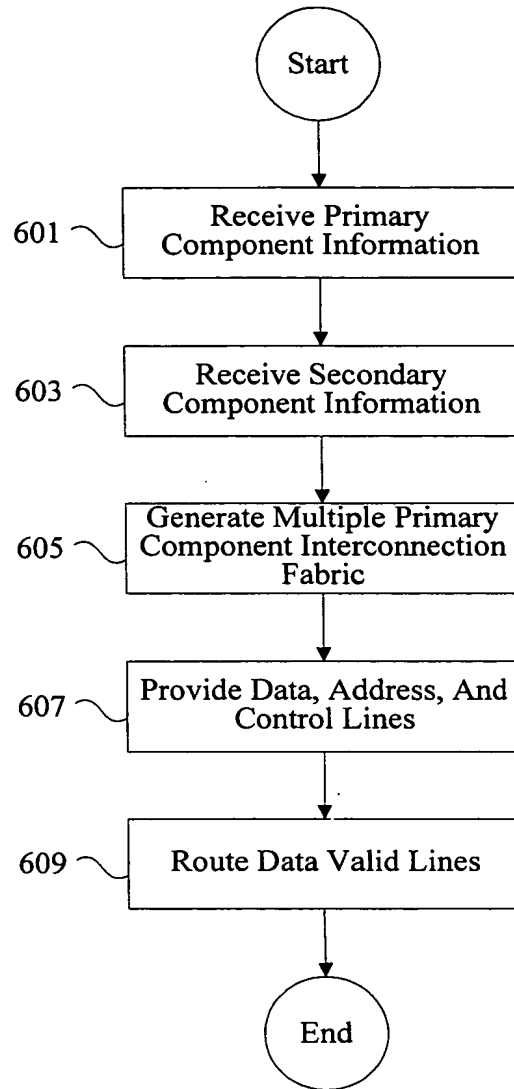 Start
601
Receive Primary
Component Information
603
Receive Secondary
Component Information
605
Generate Multiple Primary
Component Interconnection
Fabric
607
Provide Data, Address, And
Control Lines
609
Route Data Valid Lines
End